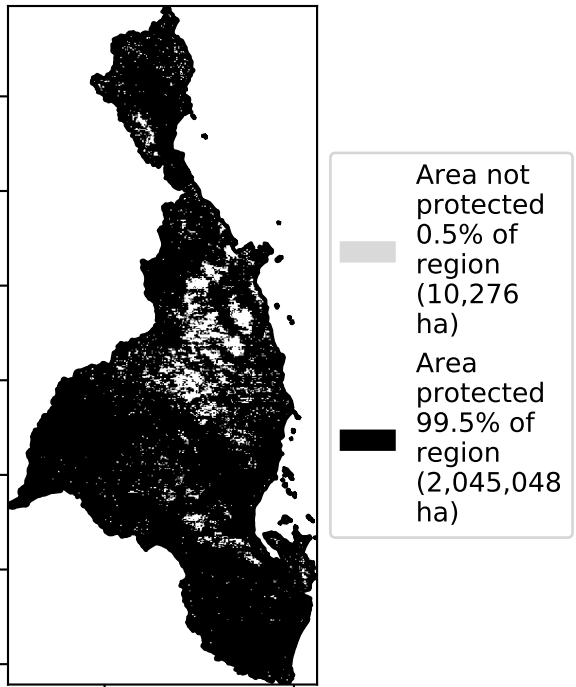 Area not
protected
0.5% of
region
(10,276
ha)
Area
protected
99.5% of
region
(2,045,048
ha)